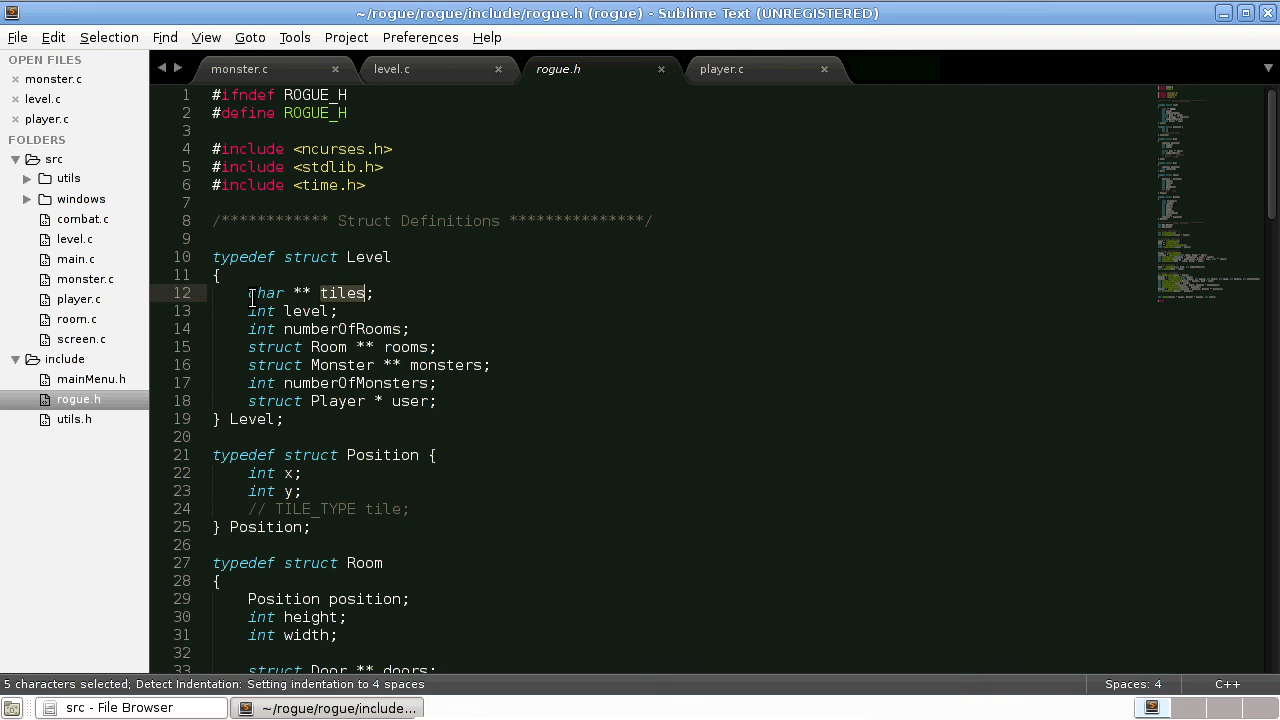 ~/rogue/rogue/include/rogue.h (rogue) - Sublime Text (UNREGISTERED)
File Edit Selection Find View Goto Tools Project Preferences Help
OPEN FILES
monster.c
level.c
player.c
FOLDERS
src
utils
windows
combat.c
level.c
main.c
monster.c
player.c
room.c
screen.c
include
mainMenu.h
rogue.h
utils.h
monster.c level.c rogue.h player.c
1 #ifndef ROGUE_H
2 #define ROGUE_H
3
4 #include <ncurses.h>
5 #include <stdlib.h>
6 #include <time.h>
7
8 /************ Struct Definitions ***************/
9
10 typedef struct Level
11 {
12 char ** tiles;
13 int level;
14 int numberOfRooms;
15 struct Room ** rooms;
16 struct Monster ** monsters;
17 int numberOfMonsters;
18 struct Player * user;
19 } Level;
20
21 typedef struct Position {
22 int x;
23 int y;
24 // TILE_TYPE tile;
25 } Position;
26
27 typedef struct Room
28 {
29 Position position;
30 int height;
31 int width;
32
33 struct Door ** doors;
5 characters selected; Detect Indentation: Setting indentation to 4 spaces
Spaces: 4 C++
src - File Browser
~/rogue/rogue/include...